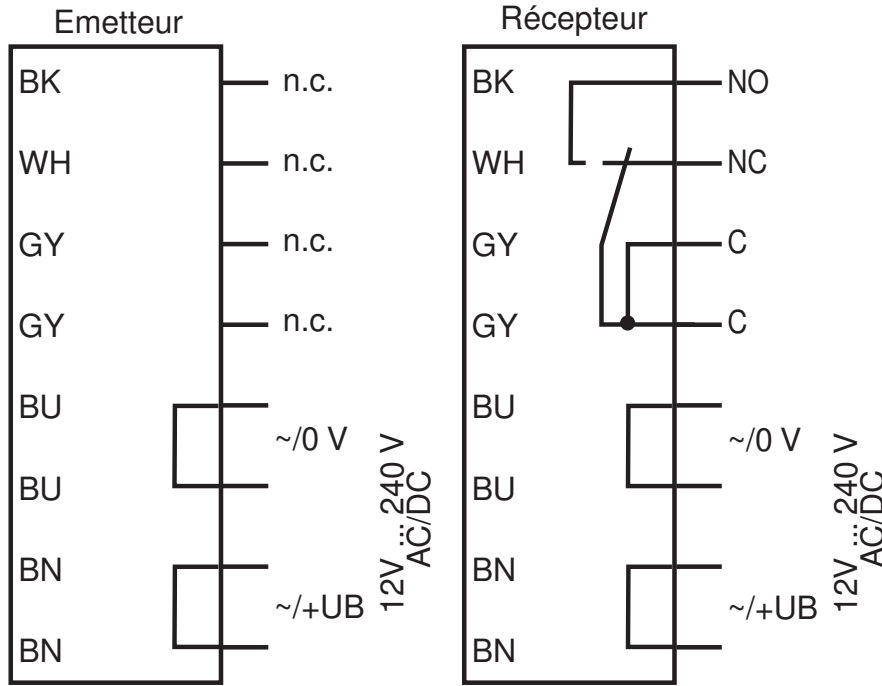 Emetteur
BK n.c.
WH n.c.
GY n.c.
GY n.c.
BU
~/0 V
BU
BN
~/+UB
BN
12V ... 240 V
AC/DC
Récepteur
BK NO
WH NC
GY C
GY C
BU
~/0 V
BU
BN
~/+UB
BN
12V ... 240 V
AC/DC